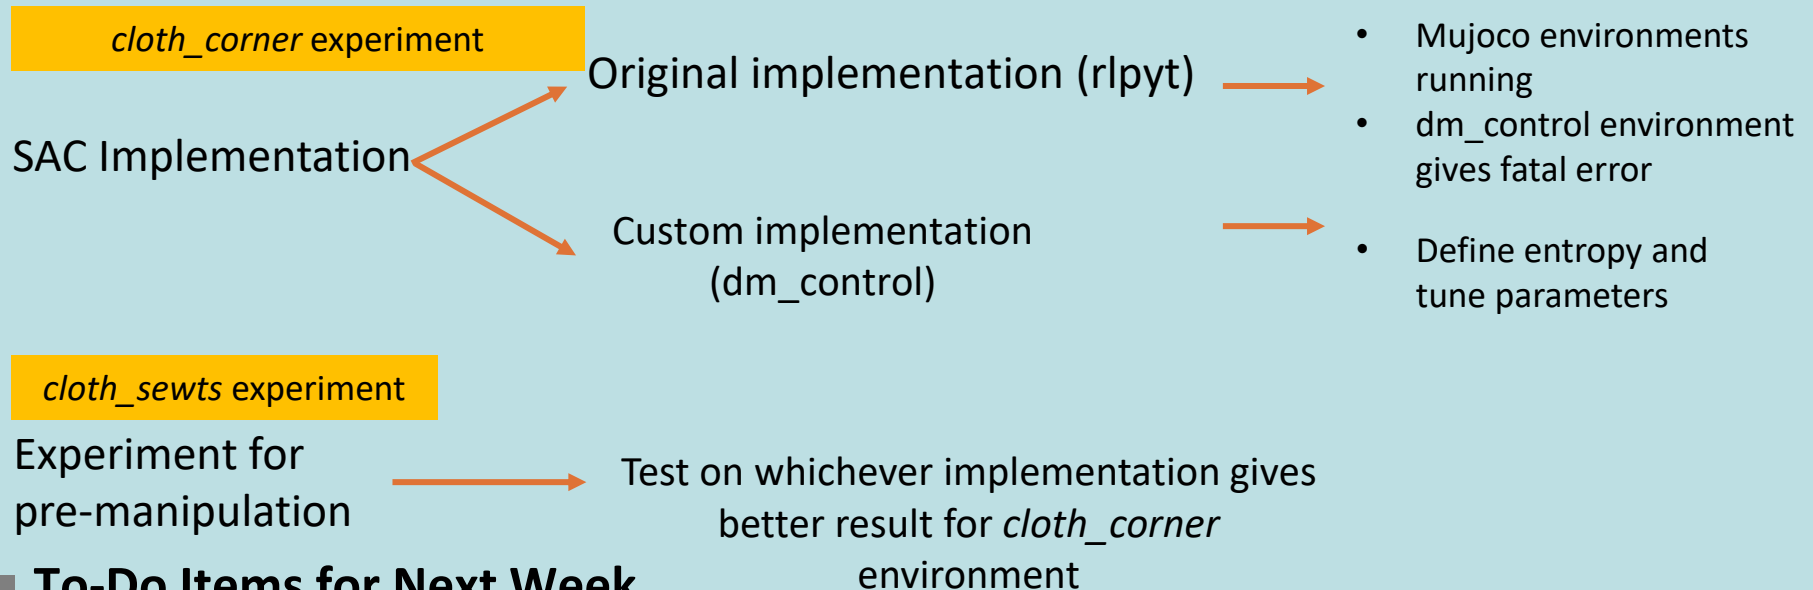 cloth_corner experiment
SAC Implementation
Original implementation (rlpyt)
• Mujoco environments
running
• dm_control environment
gives fatal error
Custom implementation
(dm_control)
• Define entropy and
tune parameters
cloth_sewts experiment
Experiment for
pre-manipulation
Test on whichever implementation gives
better result for cloth_corner
environment
To-Do Items for Next Week